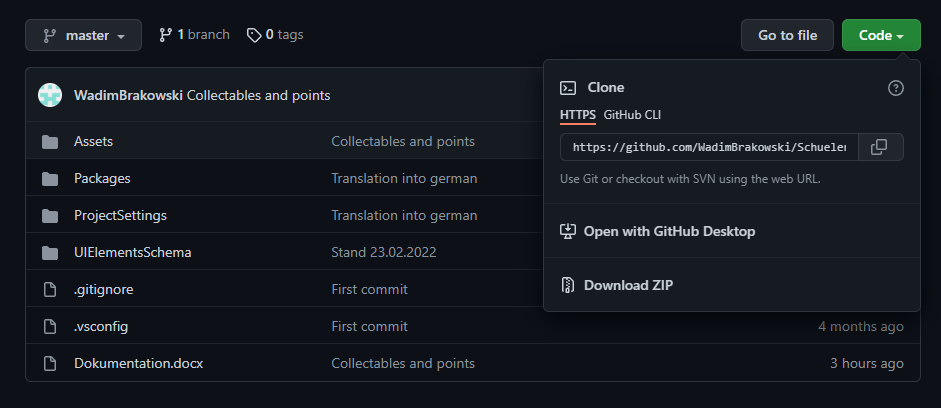 master 1 branch 0 tags Go to file Code
WadimBrakowski Collectables and points
Clone
HTTPS GitHub CLI
https://github.com/WadimBrakowski/Schueler
Use Git or checkout with SVN using the web URL.
Open with GitHub Desktop
Download ZIP
Assets Collectables and points
Packages Translation into german
ProjectSettings Translation into german
UIElementsSchema Stand 23.02.2022
.gitignore First commit
.vsconfig First commit 4 months ago
Dokumentation.docx Collectables and points 3 hours ago